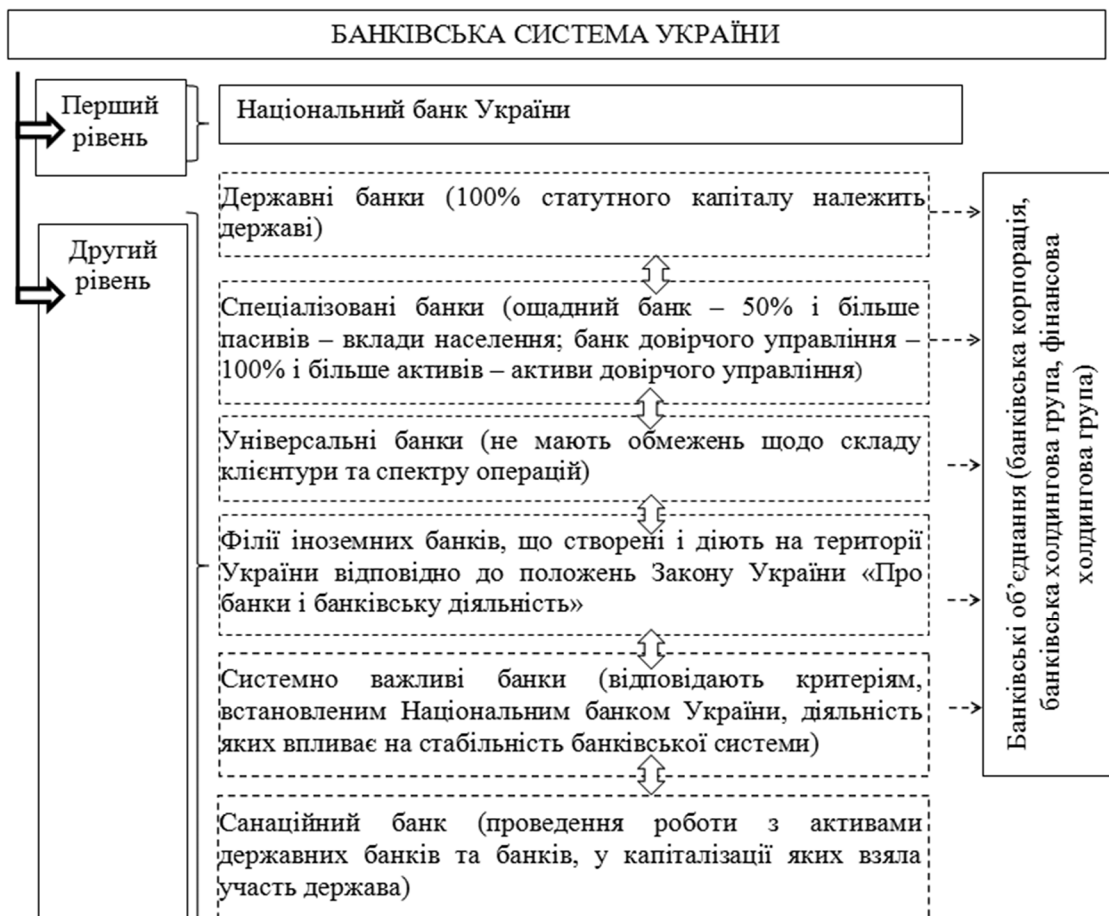 БАНКІВСЬКА СИСТЕМА УКРАЇНИ
Перший
рівень
Національний банк України
Другий
рівень
Державні банки (100% статутного капіталу належить
державі)
Спеціалізовані банки (ощадний банк – 50% і більше
пасивів – вклади населення; банк довірчого управління –
100% і більше активів – активи довірчого управління)
Універсальні банки (не мають обмежень щодо складу
клієнтури та спектру операцій)
Філії іноземних банків, що створені і діють на території
України відповідно до положень Закону України «Про
банки і банківську діяльність»
Системно важливі банки (відповідають критеріям,
встановленим Національним банком України, діяльність
яких впливає на стабільність банківської системи)
Санаційний банк (проведення роботи з активами
державних банків та банків, у капіталізації яких взяла
участь держава)
Банківські об’єднання (банківська корпорація,
банківська холдингова група, фінансова
холдингова група)